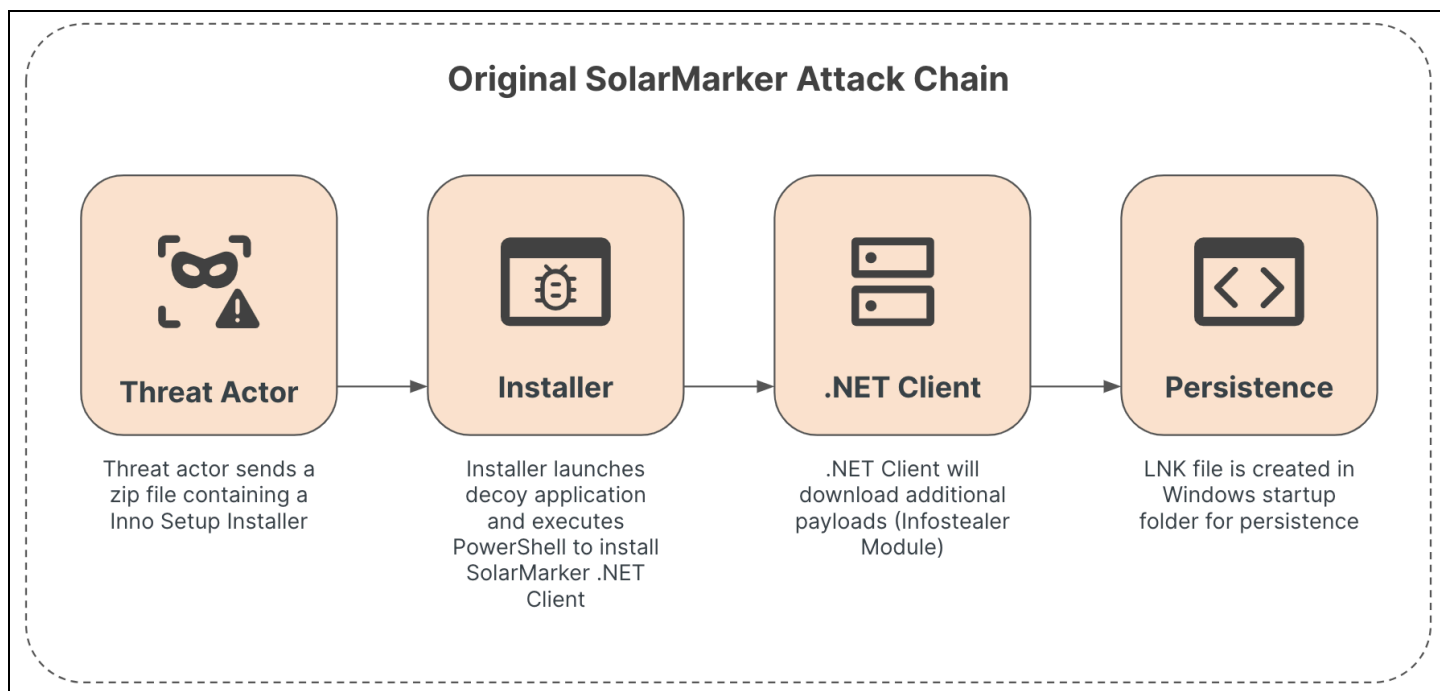 Original SolarMarker Attack Chain
Threat Actor
Threat actor sends a
zip file containing a
Inno Setup Installer
Installer
Installer launches
decoy application
and executes
PowerShell to install
SolarMarker .NET
Client
.NET Client
.NET Client will
download additional
payloads (Infostealer
Module)
Persistence
LNK file is created in
Windows startup
folder for persistence